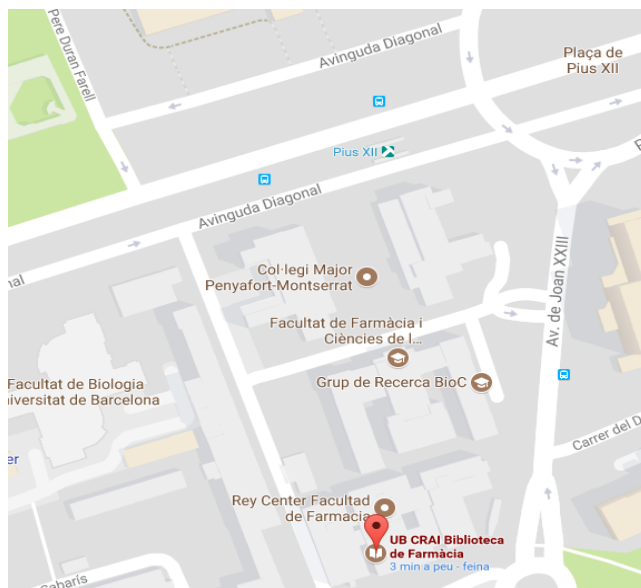 Pere Duran Farell
Avinguda Diagonal
Plaça de
Pius XII
Pius XII
Avinguda Diagonal
Col·legi Major
Penyafort-Montserrat
Av. de Joan XXIII
Facultat de Farmàcia i
Ciències de l...
Grup de Recerca BioC
Facultat de Biologia
niversitat de Barcelona
Carrer del D
er
Rey Center Facultad
de Farmacia
UB CRAI Biblioteca
de Farmàcia
3 min a peu - feina